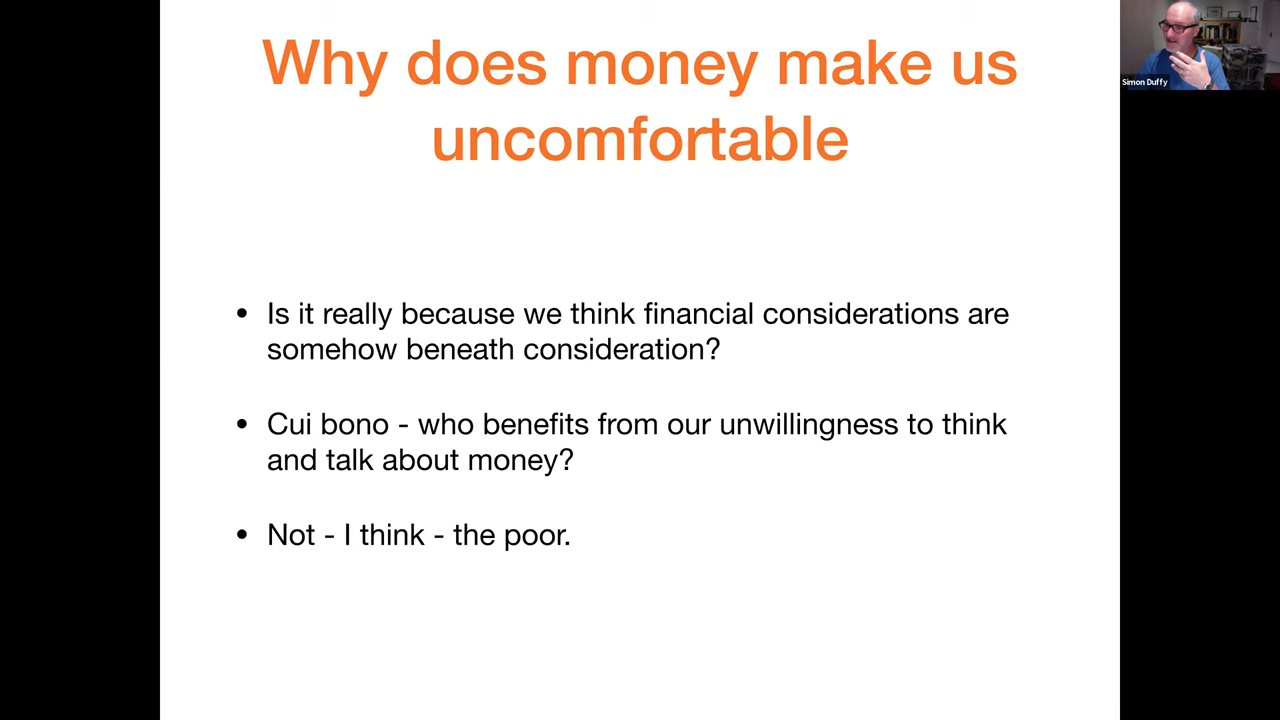 Why does money make us
uncomfortable
Simon Duffy
• Is it really because we think financial considerations are
somehow beneath consideration?
• Cui bono - who benefits from our unwillingness to think
and talk about money?
• Not - I think - the poor.